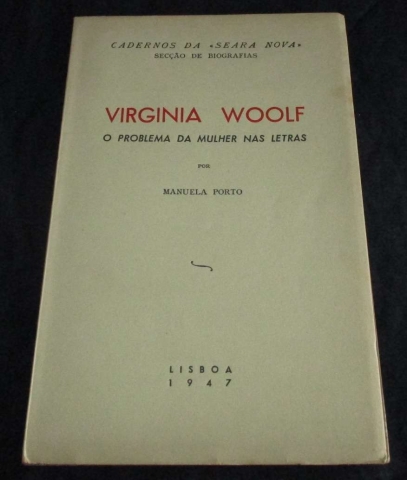 CADERNOS DA «SEARA NOVA»
SECÇÃO DE BIOGRAFIAS
VIRGINIA WOOLF
O PROBLEMA DA MULHER NAS LETRAS
POR
MANUELA PORTO
LISBOA
1947